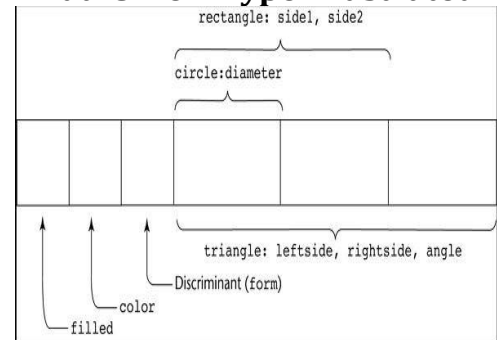 rectangle: side1, side2
circle:diameter
triangle: leftside, rightside, angle
Discriminant (form)
color
filled